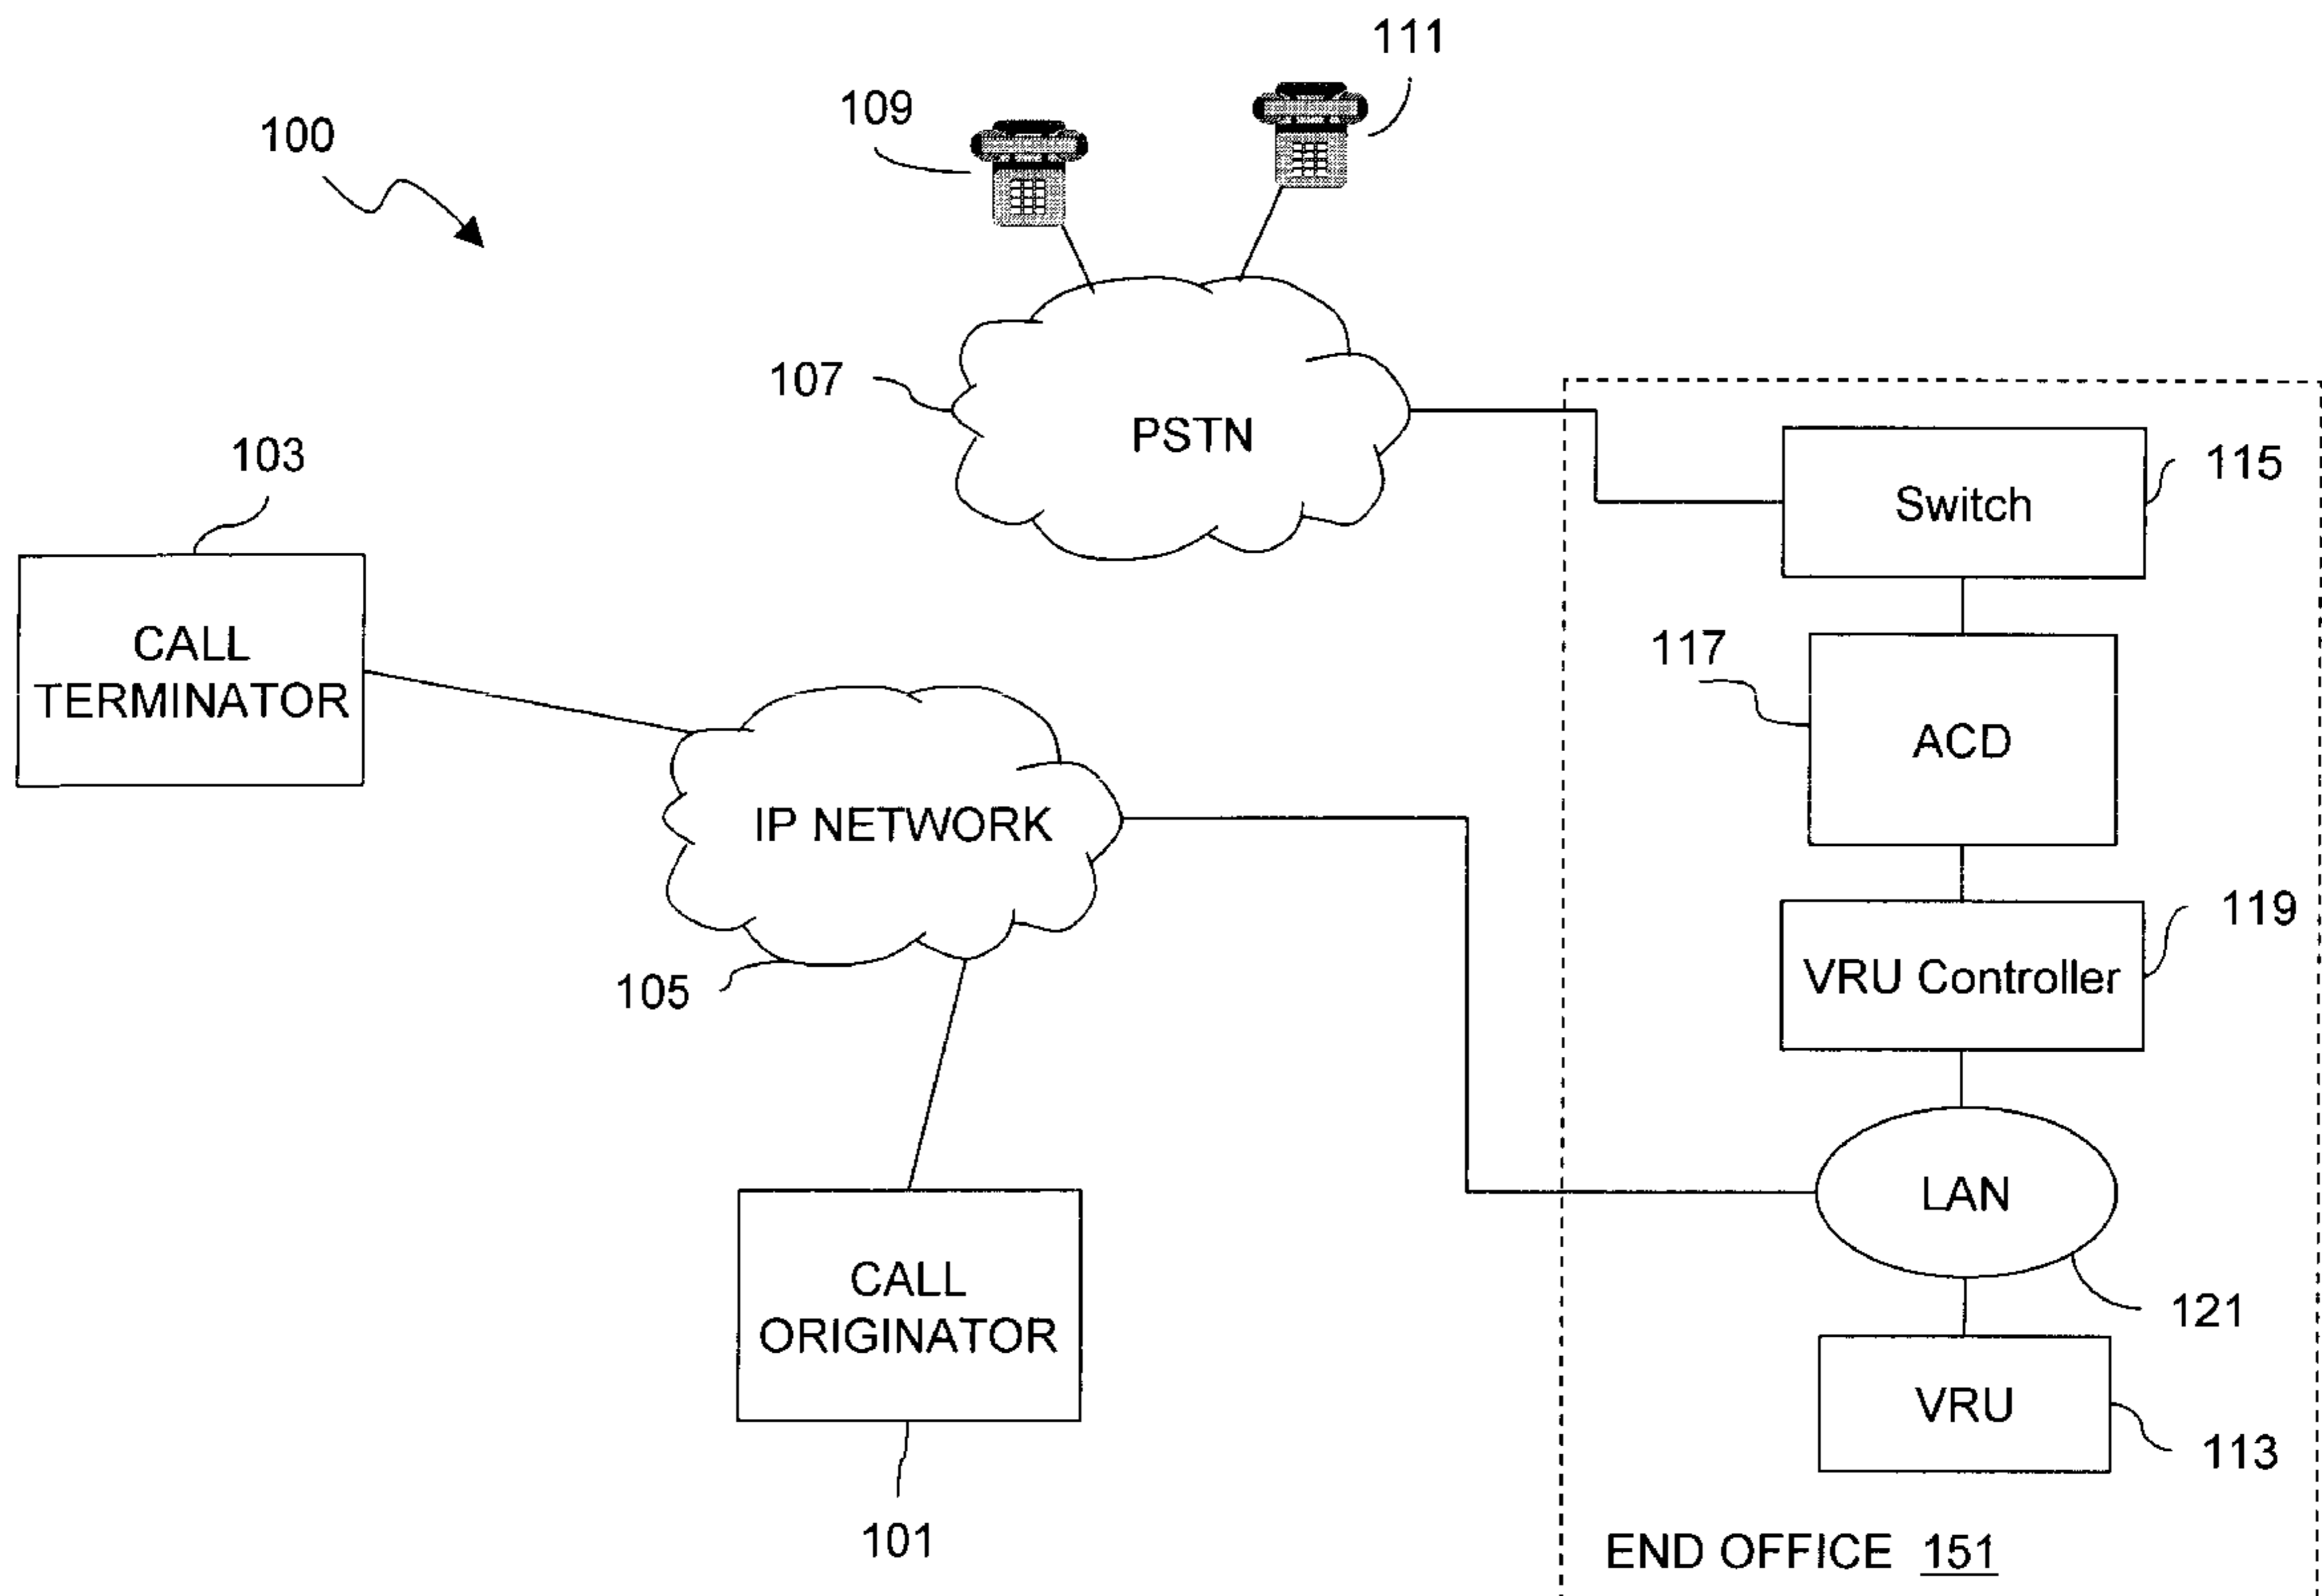 111
109
100
107
PSTN
103
115
Switch
CALL
TERMINATOR
117
ACD
IP NETWORK
119
VRU Controller
105
LAN
CALL
ORIGINATOR
121
VRU
113
101
END OFFICE 151